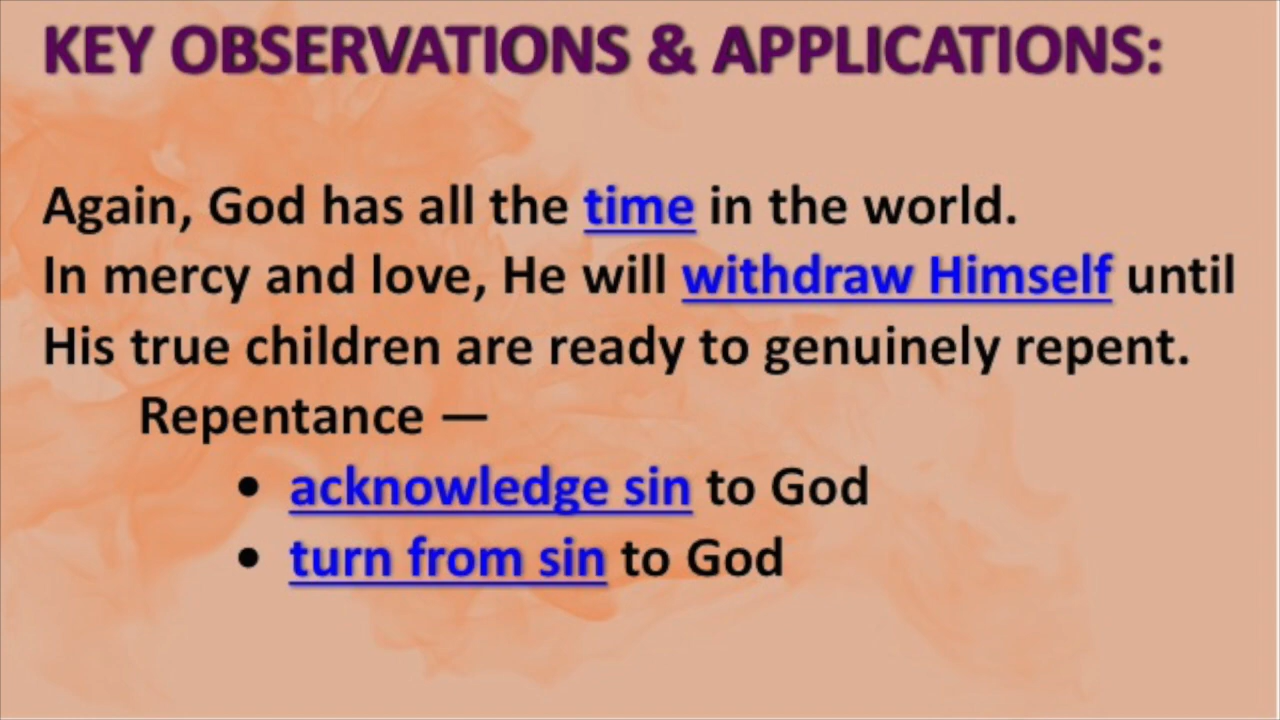 KEY OBSERVATIONS & APPLICATIONS:
Again, God has all the time in the world.
In mercy and love, He will withdraw Himself until
His true children are ready to genuinely repent.
Repentance —
• acknowledge sin to God
• turn from sin to God